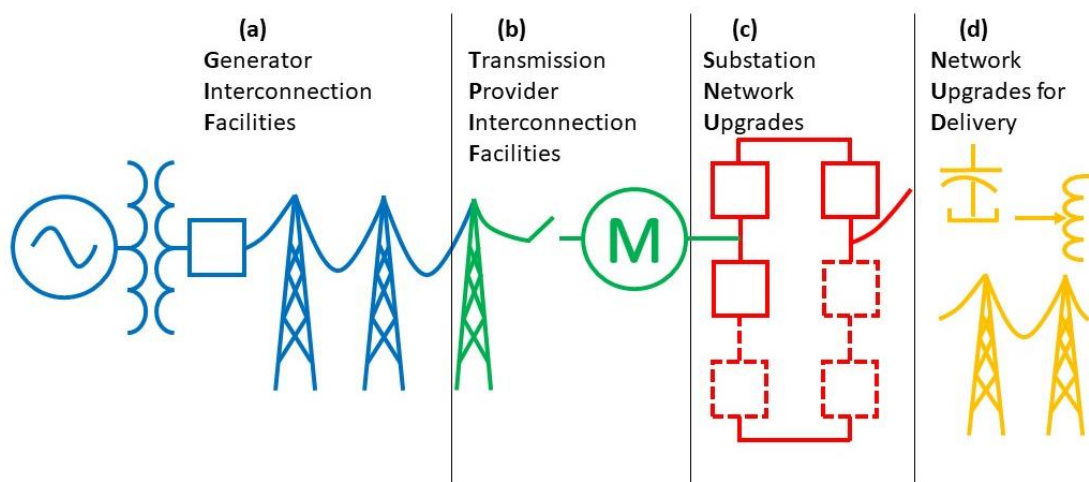 (a)
Generator
Interconnection
Facilities
(b)
Transmission
Provider
Interconnection
Facilities
(c)
Substation
Network
Upgrades
(d)
Network
Upgrades for
Delivery
M